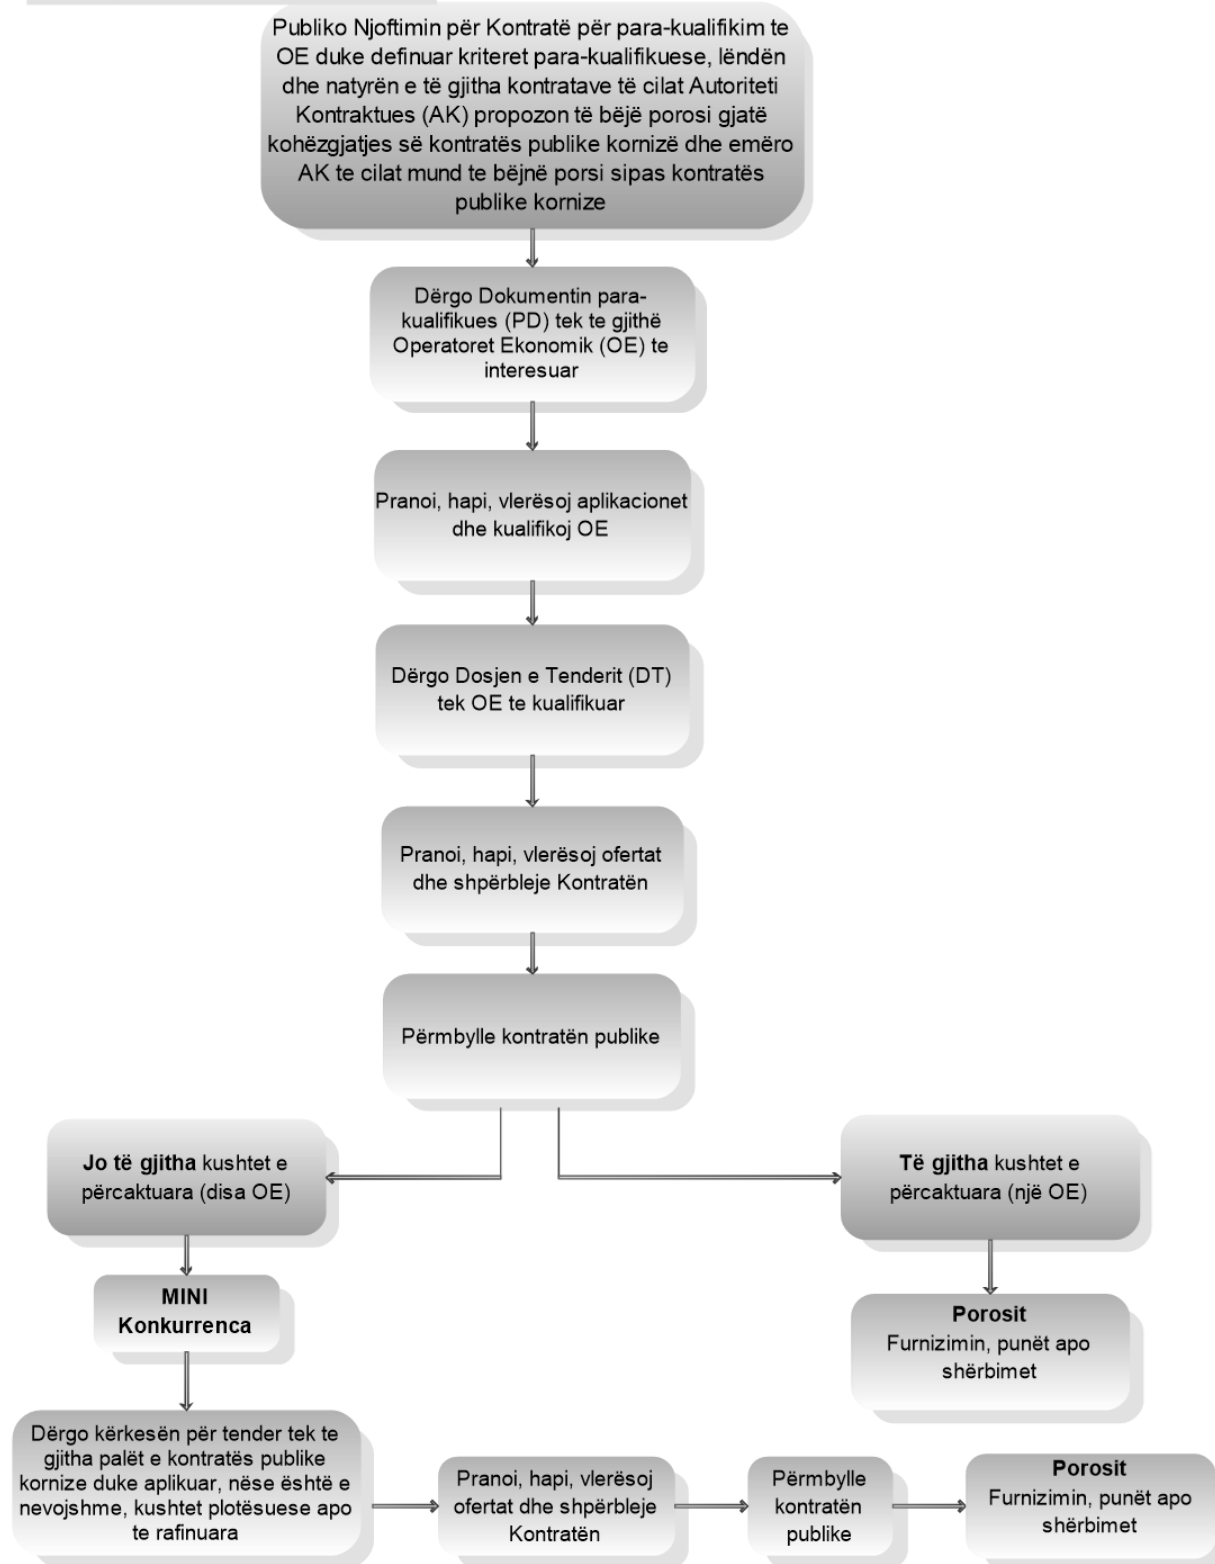 Publiko Njoftimin për Kontratë për para-kualifikim te
OE duke definuar kriteret para-kualifikuese, lëndën
dhe natyrën e të gjitha kontratave të cilat Autoriteti
Kontraktues (AK) propozon të bëjë porosi gjatë
kohëzgjatjes së kontratës publike kornizë dhe emëro
AK te cilat mund te bëjnë porsi sipas kontratës
publike kornize
Dërgo Dokumentin para-
kualifikues (PD) tek te gjithë
Operatoret Ekonomik (OE) te
interesuar
Pranoi, hapi, vlerësoj aplikacionet
dhe kualifikoj OE
Dërgo Dosjen e Tenderit (DT)
tek OE te kualifikuar
Pranoi, hapi, vlerësoj ofertat
dhe shpërbleje Kontratën
Përmbylle kontratën publike
Jo të gjitha kushtet e
përcaktuara (disa OE)
Të gjitha kushtet e
përcaktuara (një OE)
MINI
Konkurrenca
Porosit
Furnizimin, punët apo
shërbimet
Dërgo kërkesën për tender tek te
gjitha palët e kontratës publike
kornize duke aplikuar, nëse është e
nevojshme, kushtet plotësuese apo
te rafinuara
Pranoi, hapi, vlerësoj
ofertat dhe shpërbleje
Kontratën
Përmbylle
kontratën
publike
Porosit
Furnizimin, punët apo
shërbimet